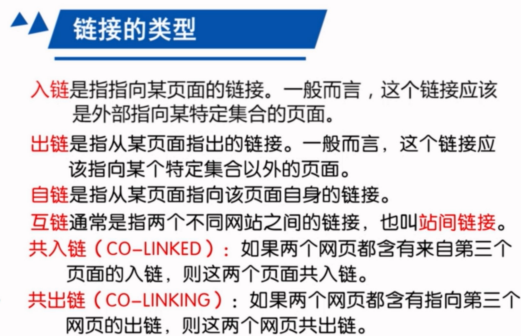 链接的类型
入链是指指向某页面的链接。一般而言，这个链接应该
是外部指向某特定集合的页面。
出链是指从某页面指出的链接。一般而言，这个链接应
该指向某个特定集合以外的页面。
自链是指从某页面指向该页面自身的链接。
互链通常是指两个不同网站之间的链接，也叫站间链接。
共入链（CO-LINKED）：如果两个网页都含有来自第三个
页面的入链，则这两个页面共入链。
共出链（CO-LINKING）：如果两个网页都含有指向第三个
网页的出链，则这两个网页共出链。